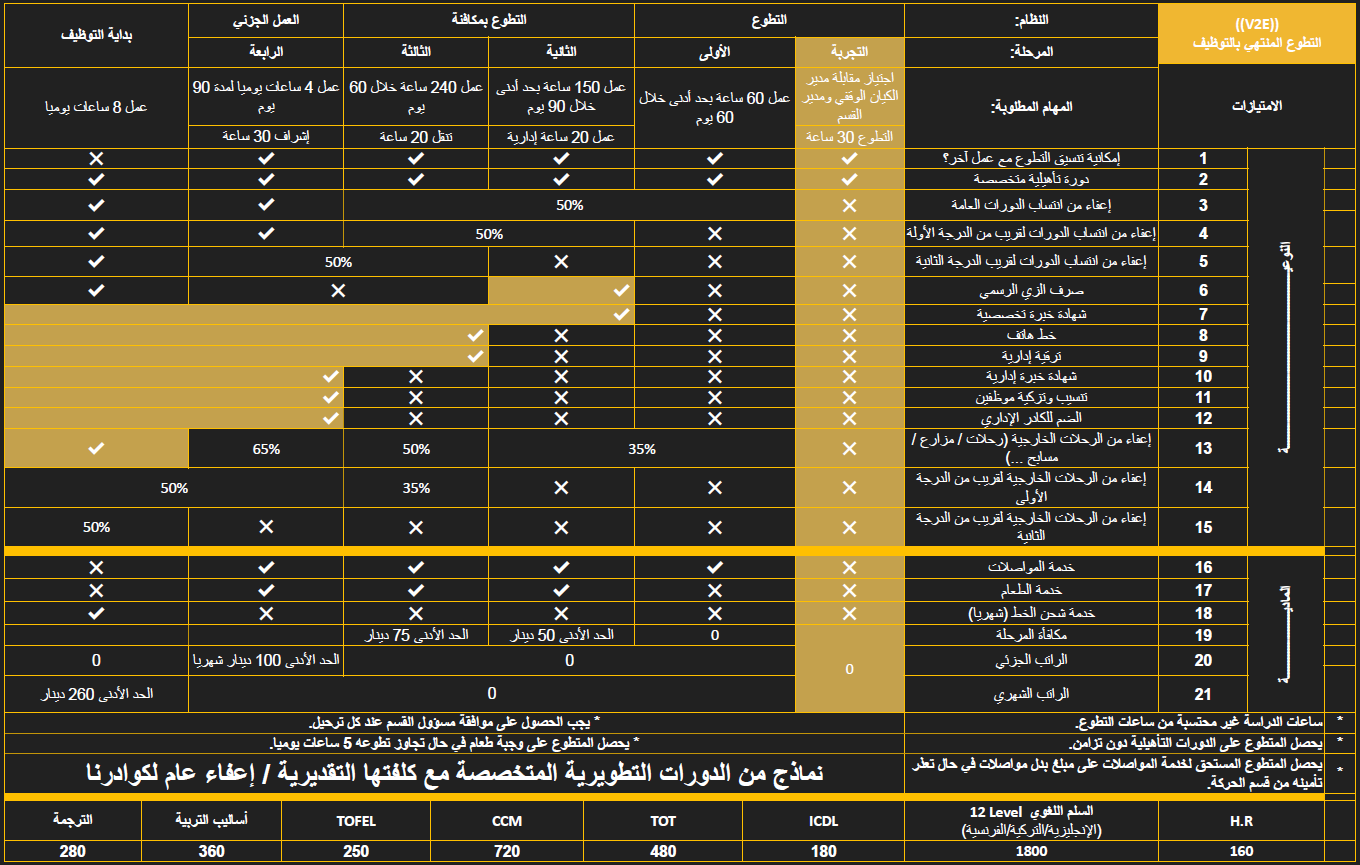 ((V2E))
التطوع المنتهي بالتوظيف
النظام: التطوع التطوع بمكافئة العمل الجزئي بداية التوظيف
المرحلة: التجربة الأولى الثانية الثالثة الرابعة
الامتيازات
المهام المطلوبة:
اجتياز مقابلة مدير الكيان الوقفي ومدير القسم
التطوع 30 ساعة
عمل 60 ساعة بحد أدنى خلال 60 يوم
عمل 150 ساعة بحد أدنى خلال 90 يوم
عمل 20 ساعة إدارية
عمل 240 ساعة خلال 60 يوم
تنقل 20 ساعة
عمل 4 ساعات يوميا لمدة 90 يوم
إشراف 30 ساعة
عمل 8 ساعات يوميا
النوعيـــــــــــــة
1 إمكانية تنسيق التطوع مع عمل آخر؟ ✓ ✓ ✓ ✓ ✓ ✕
2 دورة تأهيلية متخصصة ✓ ✓ ✓ ✓ ✓ ✓
3 إعفاء من انتساب الدورات العامة ✕ 50% ✓ ✓
4 إعفاء من انتساب الدورات لقريب من الدرجة الأولة ✕ ✕ 50% ✓ ✓
5 إعفاء من انتساب الدورات لقريب الدرجة الثانية ✕ ✕ ✕ 50% ✓
6 صرف الزي الرسمي ✕ ✕ ✓ ✕ ✓
7 شهادة خبرة تخصصية ✕ ✕ ✓
8 خط هاتف ✕ ✕ ✕ ✓
9 ترقية إدارية ✕ ✕ ✕ ✓
10 شهادة خبرة إدارية ✕ ✕ ✕ ✕ ✓
11 تنسيب وتزكية موظفين ✕ ✕ ✕ ✕ ✓
12 الضم للكادر الإداري ✕ ✕ ✕ ✕ ✓
13 إعفاء من الرحلات الخارجية (رحلات / مزارع / مسابح ...) ✕ 35% 50% 65% ✓
14 إعفاء من الرحلات الخارجية لقريب من الدرجة الأولى ✕ ✕ ✕ 35% 50%
15 إعفاء من الرحلات الخارجية لقريب من الدرجة الثانية ✕ ✕ ✕ ✕ ✕ 50%
الماديـــــــــــــة
16 خدمة المواصلات ✕ ✓ ✓ ✓ ✓ ✕
17 خدمة الطعام ✕ ✕ ✓ ✓ ✓ ✕
18 خدمة شحن الخط (شهريا) ✕ ✕ ✕ ✕ ✕ ✓
19 مكافأة المرحلة 0 0 الحد الأدنى 50 دينار الحد الأدنى 75 دينار
20 الراتب الجزئي 0 الحد الأدنى 100 دينار شهريا 0
21 الراتب الشهري 0 الحد الأدنى 260 دينار
* ساعات الدراسة غير محتسبة من ساعات التطوع.
* يجب الحصول على موافقة مسؤول القسم عند كل ترحيل.
* يحصل المتطوع على الدورات التأهيلية دون تزامن.
* يحصل المتطوع على وجبة طعام في حال تجاوز تطوعه 5 ساعات يوميا.
* يحصل المتطوع المستحق لخدمة المواصلات على مبلغ بدل مواصلات في حال تعذر
تأمينه من قسم الحركة.
نماذج من الدورات التطويرية المتخصصة مع كلفتها التقديرية / إعفاء عام لكوادرنا
H.R السلم اللغوي 12 Level (الإنجليزية/التركية/الفرنسية) ICDL TOT CCM TOFEL أساليب التربية الترجمة
160 1800 180 480 720 250 360 280